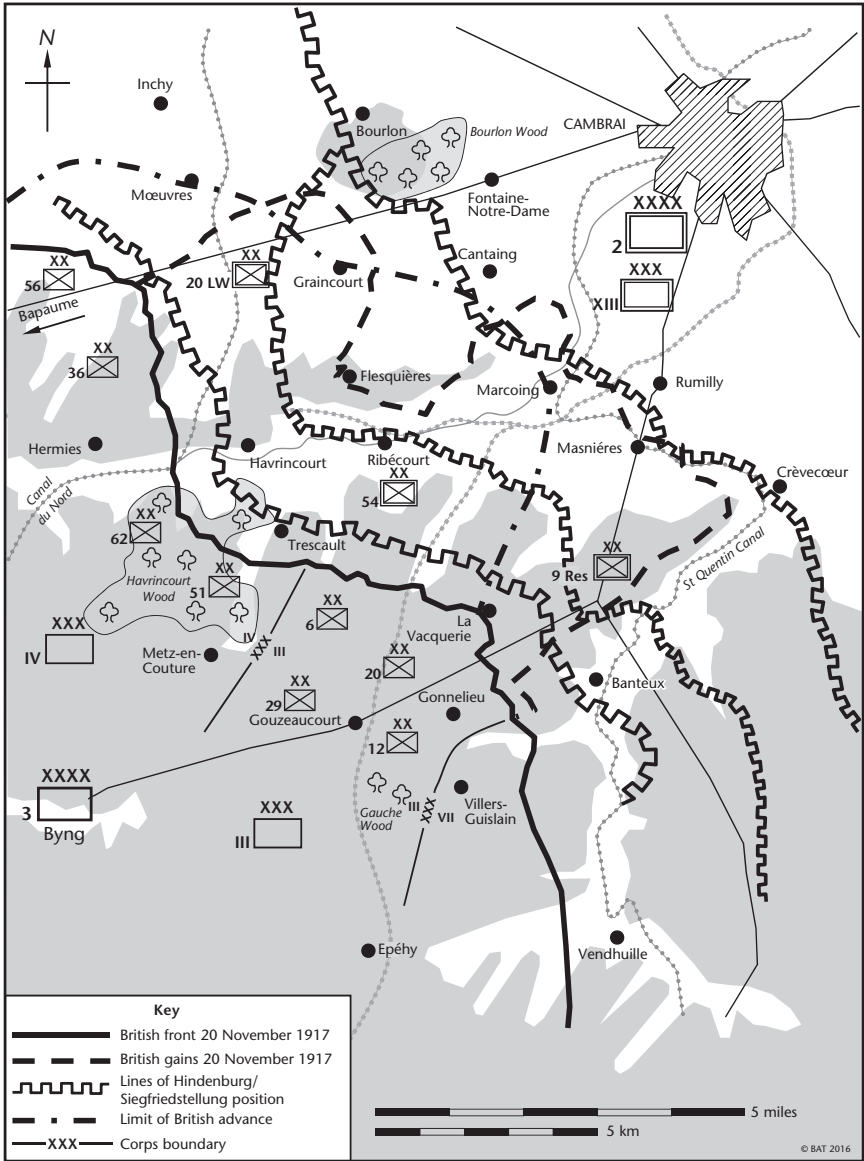 N
Inchy
Bourlon
Bourlon Wood
CAMBRAI
Mœuvres
Fontaine-
Notre-Dame
XXXX
2
XX
56
XX
20 LW
Graincourt
Cantaing
XXX
XIII
Bapaume
XX
36
Flesquières
Marcoing
Rumilly
Hermies
Havrincourt
Ribécourt
Masniéres
Crèvecœur
Canal
du Nord
XX
54
XX
62
Trescault
XX
9 Res
St Quentin Canal
Havrincourt
Wood
XX
51
XX
6
La
Vacquerie
XXX
IV
IV
XXX
III
Metz-en-
Couture
XX
20
Banteux
XX
29
Gonnelieu
Gouzeaucourt
XX
12
XXXX
3
Byng
XXX
III
Gauche
Wood
III
XXX
VII
Villers-
Guislain
Epéhy
Vendhuille
Key
British front 20 November 1917
British gains 20 November 1917
Lines of Hindenburg/
Siegfriedstellung position
Limit of British advance
XXX
Corps boundary
5 miles
5 km
© BAT 2016